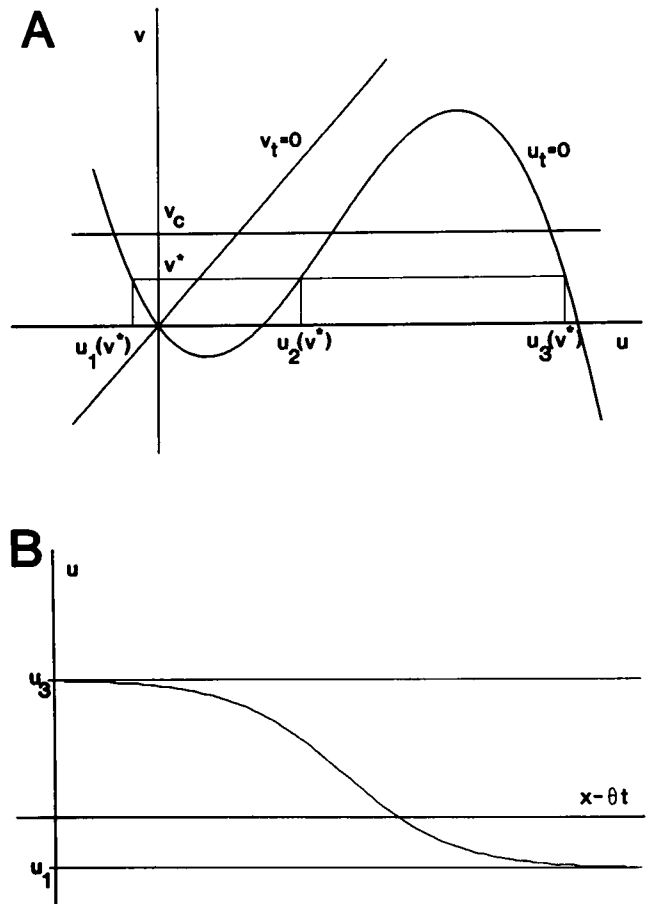 A
v
v_t=0
u_t=0
v_c
v*
u_1(v*) u_2(v*) u_3(v*) u
B
u
u_3
x-θt
u_1